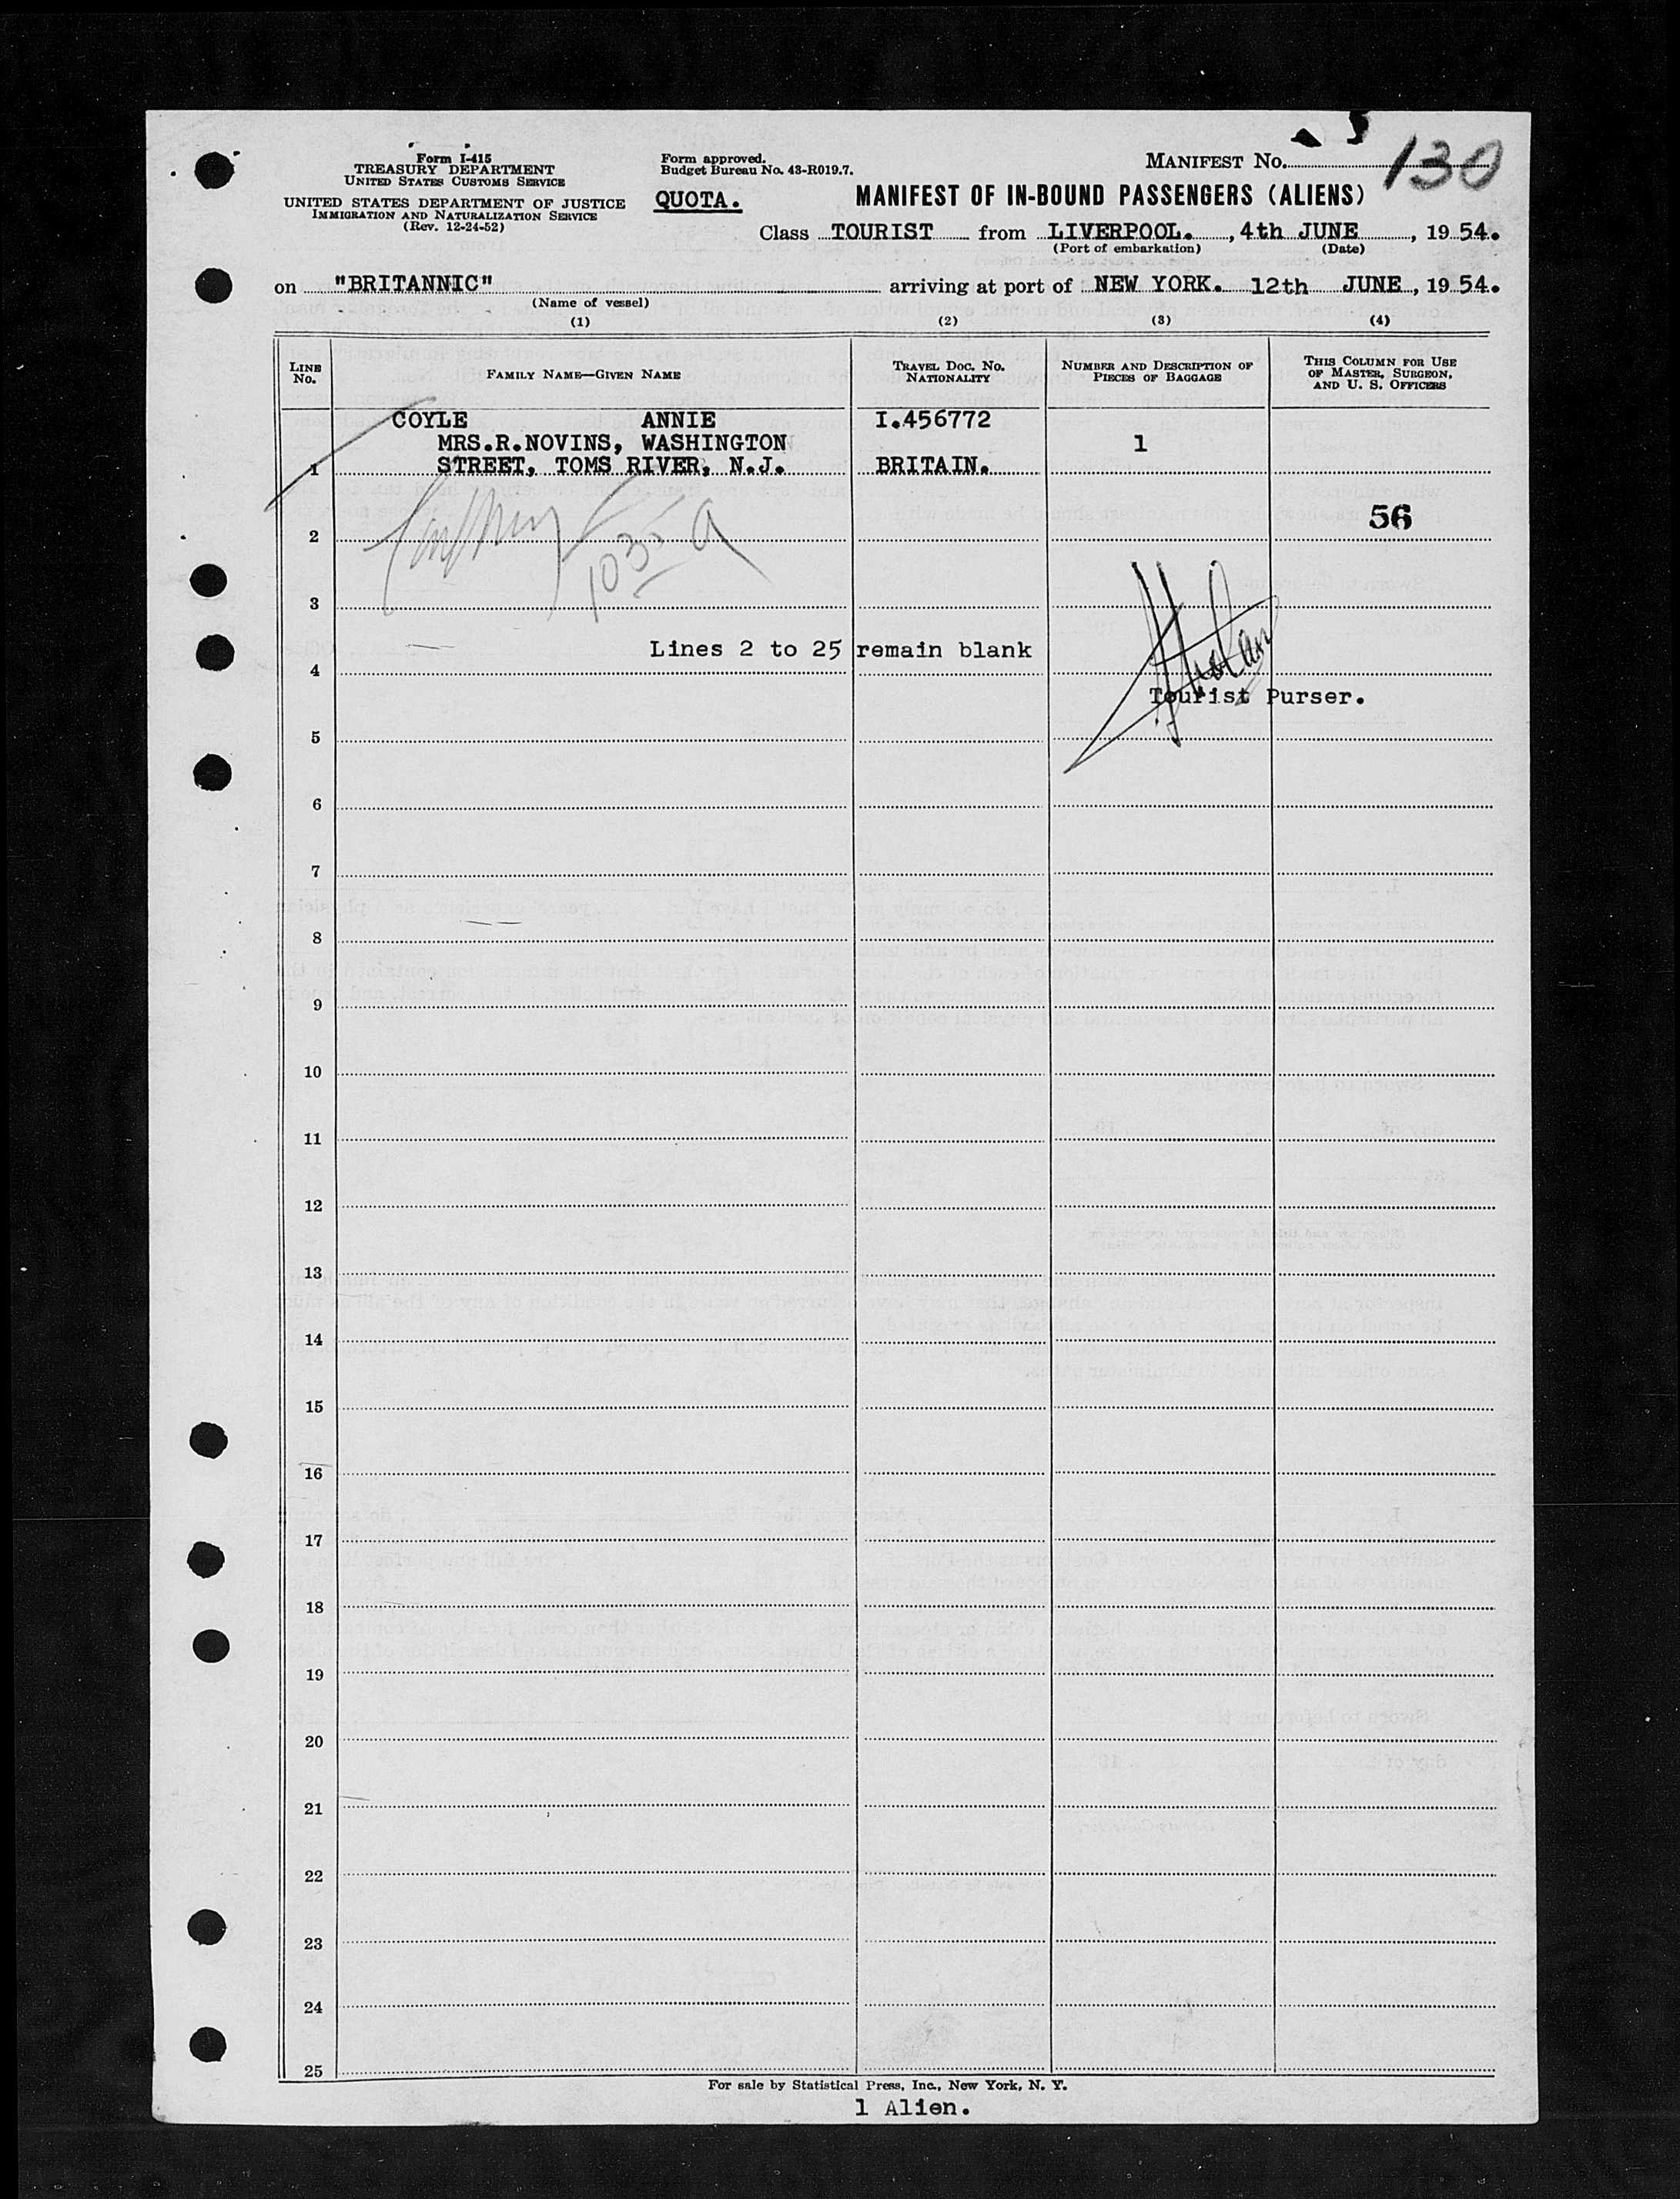 Form I-415
TREASURY DEPARTMENT
UNITED STATES CUSTOMS SERVICE
UNITED STATES DEPARTMENT OF JUSTICE
IMMIGRATION AND NATURALIZATION SERVICE
(Rev. 12-24-52)
Form approved.
Budget Bureau No. 43-R019.7.
QUOTA.
MANIFEST NO. 130
MANIFEST OF IN-BOUND PASSENGERS (ALIENS)
Class TOURIST from LIVERPOOL. , 4th JUNE , 19 54.
(Port of embarkation) (Date)
on "BRITANNIC" arriving at port of NEW YORK. 12th JUNE , 19 54.
(Name of vessel)
(1) (2) (3) (4)
LINE NO. FAMILY NAME—GIVEN NAME TRAVEL DOC. NO. NATIONALITY NUMBER AND DESCRIPTION OF PIECES OF BAGGAGE THIS COLUMN FOR USE OF MASTER, SURGEON, AND U. S. OFFICERS
COYLE ANNIE I.456772
MRS.R.NOVINS, WASHINGTON 1
1 STREET, TOMS RIVER, N.J. BRITAIN.
56
2
1035
3
Lines 2 to 25 remain blank
4
Tourist Purser.
5
6
7
8
9
10
11
12
13
14
15
16
17
18
19
20
21
22
23
24
25
For sale by Statistical Press, Inc., New York, N. Y.
1 Alien.